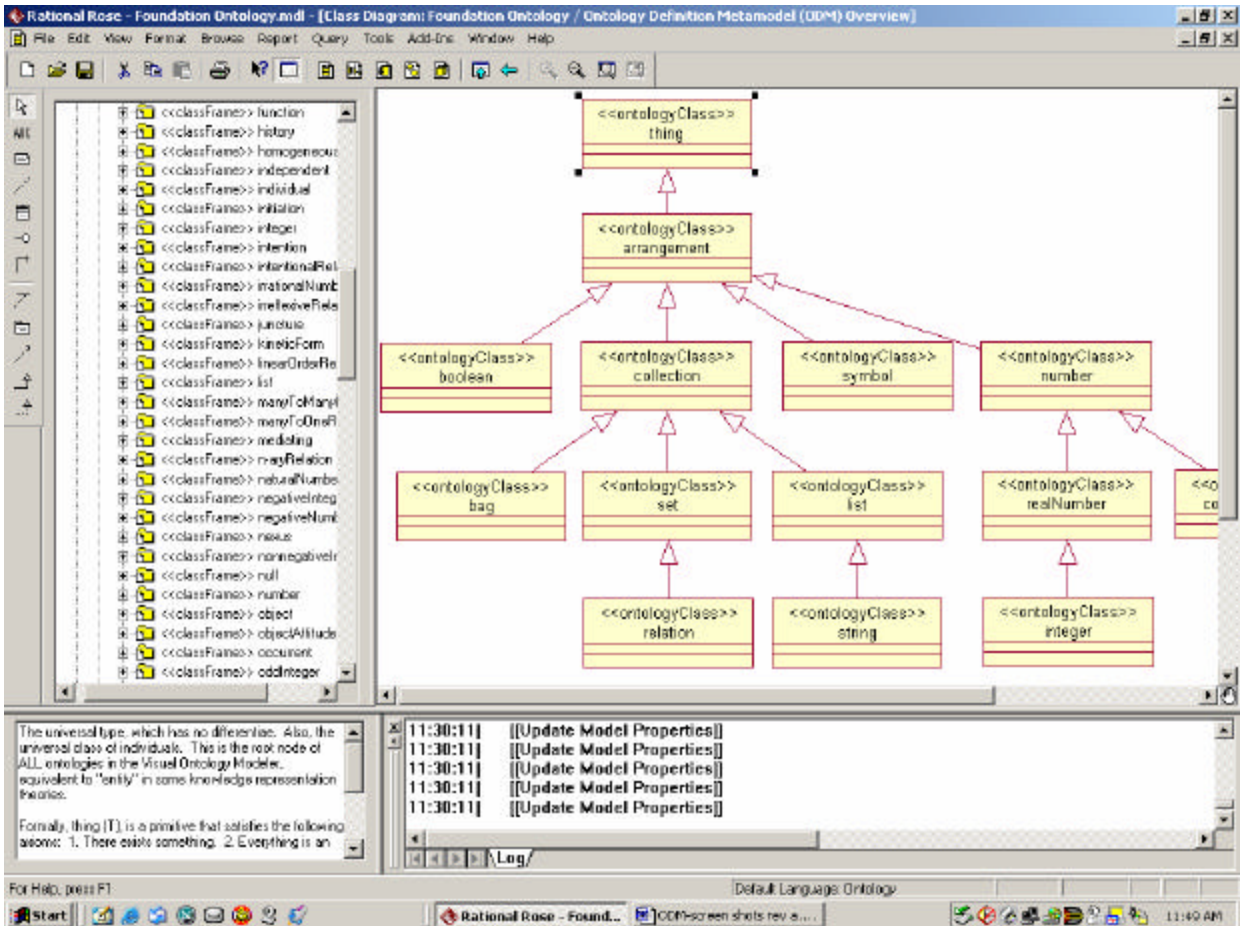 Rational Rose - Foundation Ontology.mdl - [Class Diagram: Foundation Ontology / Ontology Definition Metamodel (ODM) Overview]
File Edit View Format Browse Report Query Tools Add-Ins Window Help
ABC
<<classFrame>> function
<<classFrame>> history
<<classFrame>> homogeneous
<<classFrame>> independent
<<classFrame>> individual
<<classFrame>> initiation
<<classFrame>> integer
<<classFrame>> intention
<<classFrame>> intentionalRel
<<classFrame>> irrationalNumb
<<classFrame>> irreflexiveRela
<<classFrame>> juncture
<<classFrame>> kineticForm
<<classFrame>> linearOrderRe
<<classFrame>> list
<<classFrame>> manyToMany
<<classFrame>> manyToOneR
<<classFrame>> mediating
<<classFrame>> n-aryRelation
<<classFrame>> naturalNumbe
<<classFrame>> negativeInteg
<<classFrame>> negativeNumb
<<classFrame>> nexus
<<classFrame>> nonnegativeIn
<<classFrame>> null
<<classFrame>> number
<<classFrame>> object
<<classFrame>> objectAttitude
<<classFrame>> occurrent
<<classFrame>> oddInteger
<<ontologyClass>>
thing
<<ontologyClass>>
arrangement
<<ontologyClass>>
boolean
<<ontologyClass>>
collection
<<ontologyClass>>
symbol
<<ontologyClass>>
number
<<ontologyClass>>
bag
<<ontologyClass>>
set
<<ontologyClass>>
list
<<ontologyClass>>
realNumber
<<o
co
<<ontologyClass>>
relation
<<ontologyClass>>
string
<<ontologyClass>>
integer
The universal type, which has no differentiae. Also, the
universal class of individuals. This is the root node of
ALL ontologies in the Visual Ontology Modeler,
equivalent to "entity" in some knowledge representation
theories.
Formally, thing (T), is a primitive that satisfies the following
axioms: 1. There exists something. 2. Everything is an
11:30:11| [[Update Model Properties]]
11:30:11| [[Update Model Properties]]
11:30:11| [[Update Model Properties]]
11:30:11| [[Update Model Properties]]
11:30:11| [[Update Model Properties]]
Log
For Help, press F1
Default Language: Ontology
Start
Rational Rose - Found...
ODM-screen shots rev a....
11:49 AM